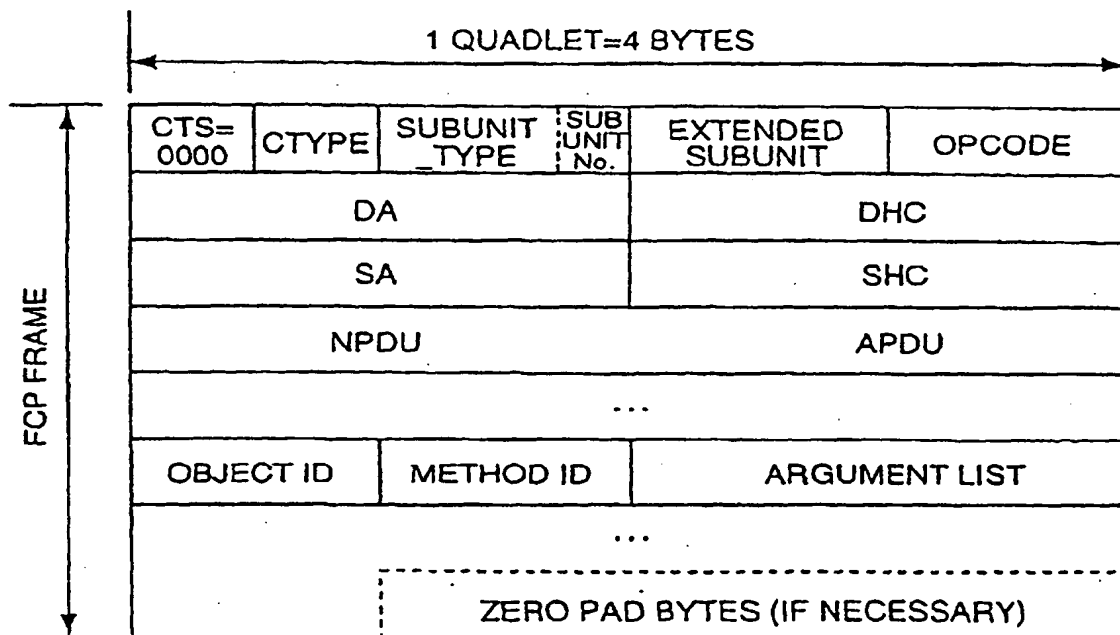 1 QUADLET=4 BYTES
CTS=
0000
CTYPE
SUBUNIT
_TYPE
SUB
UNIT
No.
EXTENDED
SUBUNIT
OPCODE
DA
DHC
SA
SHC
NPDU
APDU
...
OBJECT ID
METHOD ID
ARGUMENT LIST
...
ZERO PAD BYTES (IF NECESSARY)
FCP FRAME